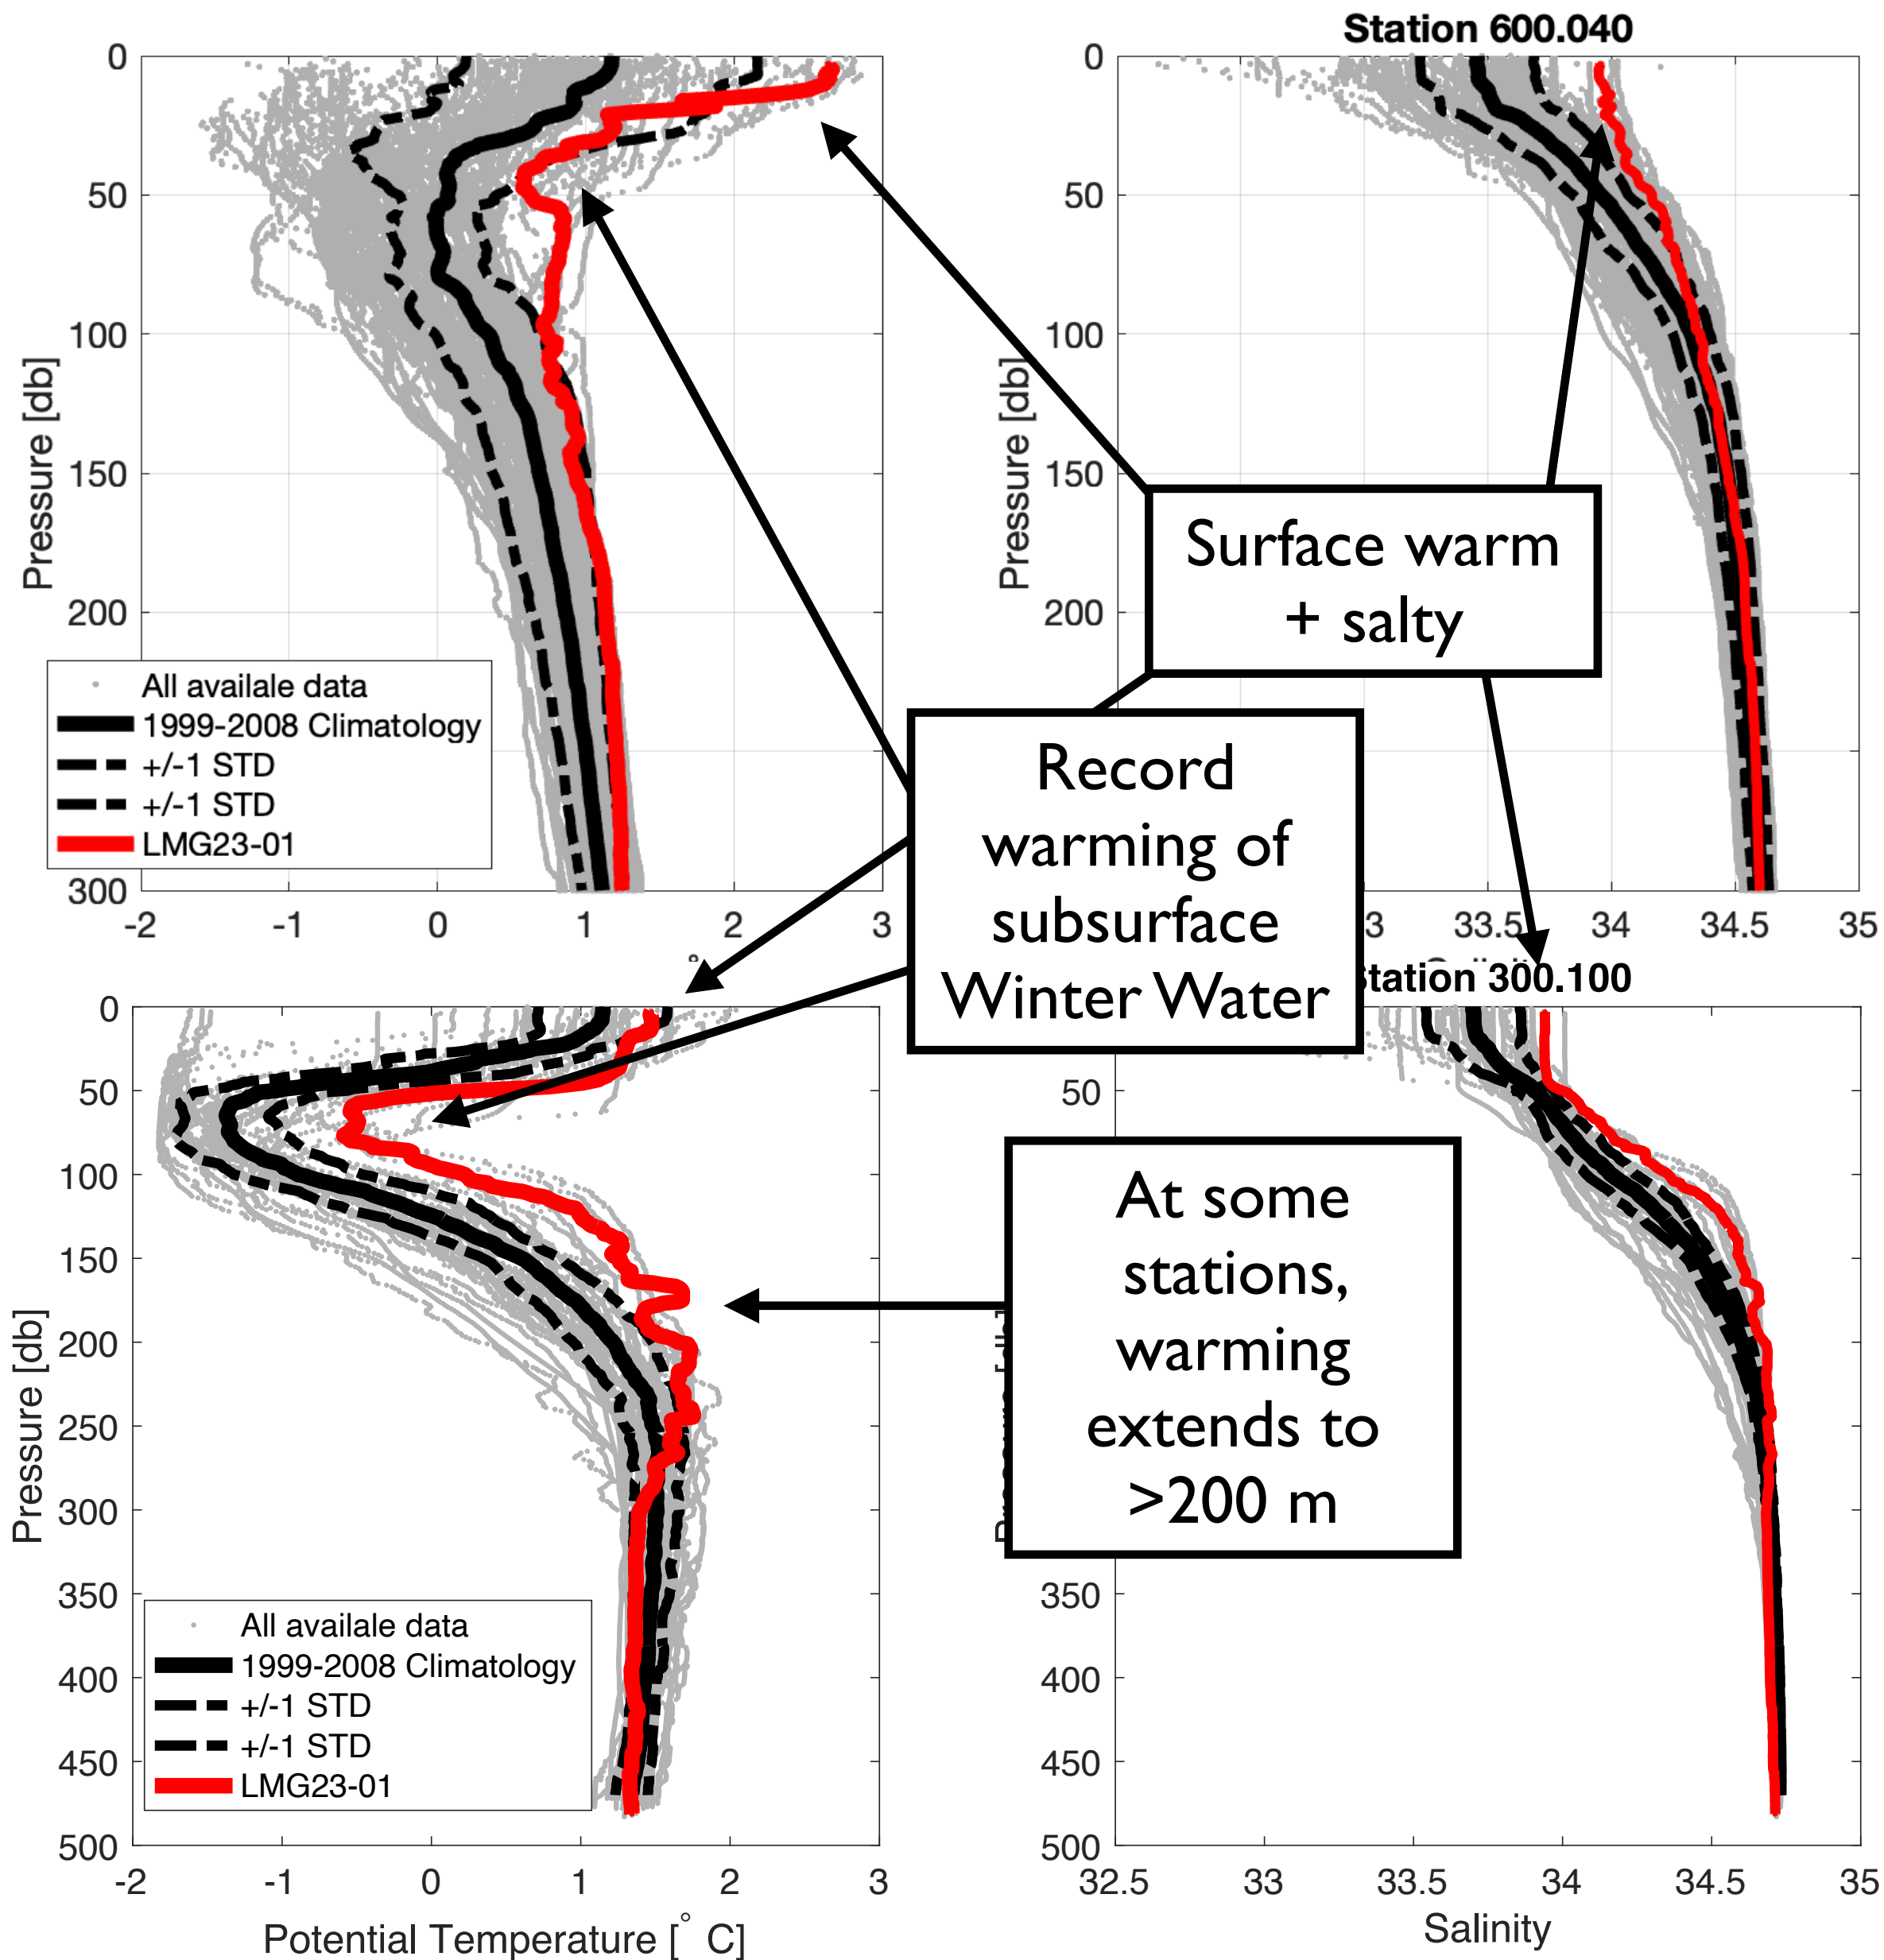 Station 600.040
0
50
100
150
200
300
Pressure [db]
-2
-1
0
1
2
3
All availale data
1999-2008 Climatology
+/-1 STD
+/-1 STD
LMG23-01
0
50
100
150
200
Pressure [db]
33.5
34
34.5
35
Surface warm
+ salty
Record
warming of
subsurface
Winter Water
At some
stations,
warming
extends to
>200 m
0
50
100
150
200
250
300
350
400
450
500
Pressure [db]
-2
-1
0
1
2
3
Potential Temperature [° C]
All availale data
1999-2008 Climatology
+/-1 STD
+/-1 STD
LMG23-01
Station 300.100
50
350
400
450
500
32.5
33
33.5
34
34.5
35
Salinity